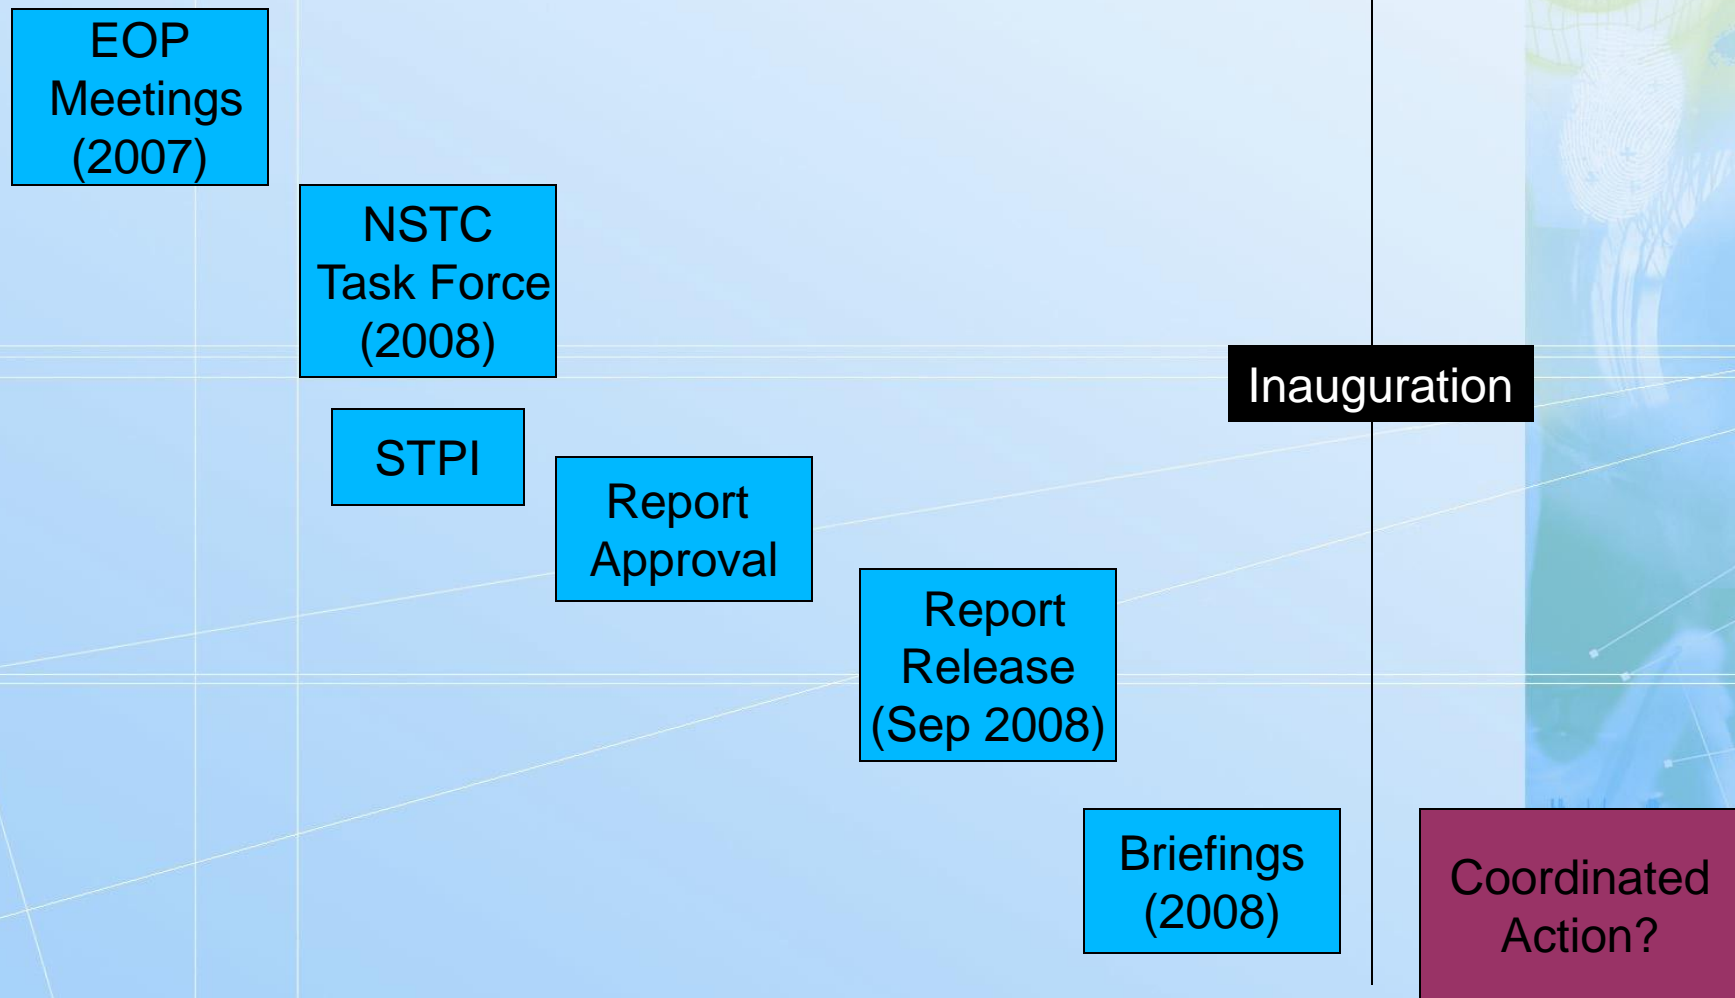 EOP
Meetings
(2007)
NSTC
Task Force
(2008)
Inauguration
STPI
Report
Approval
Report
Release
(Sep 2008)
Briefings
(2008)
Coordinated
Action?